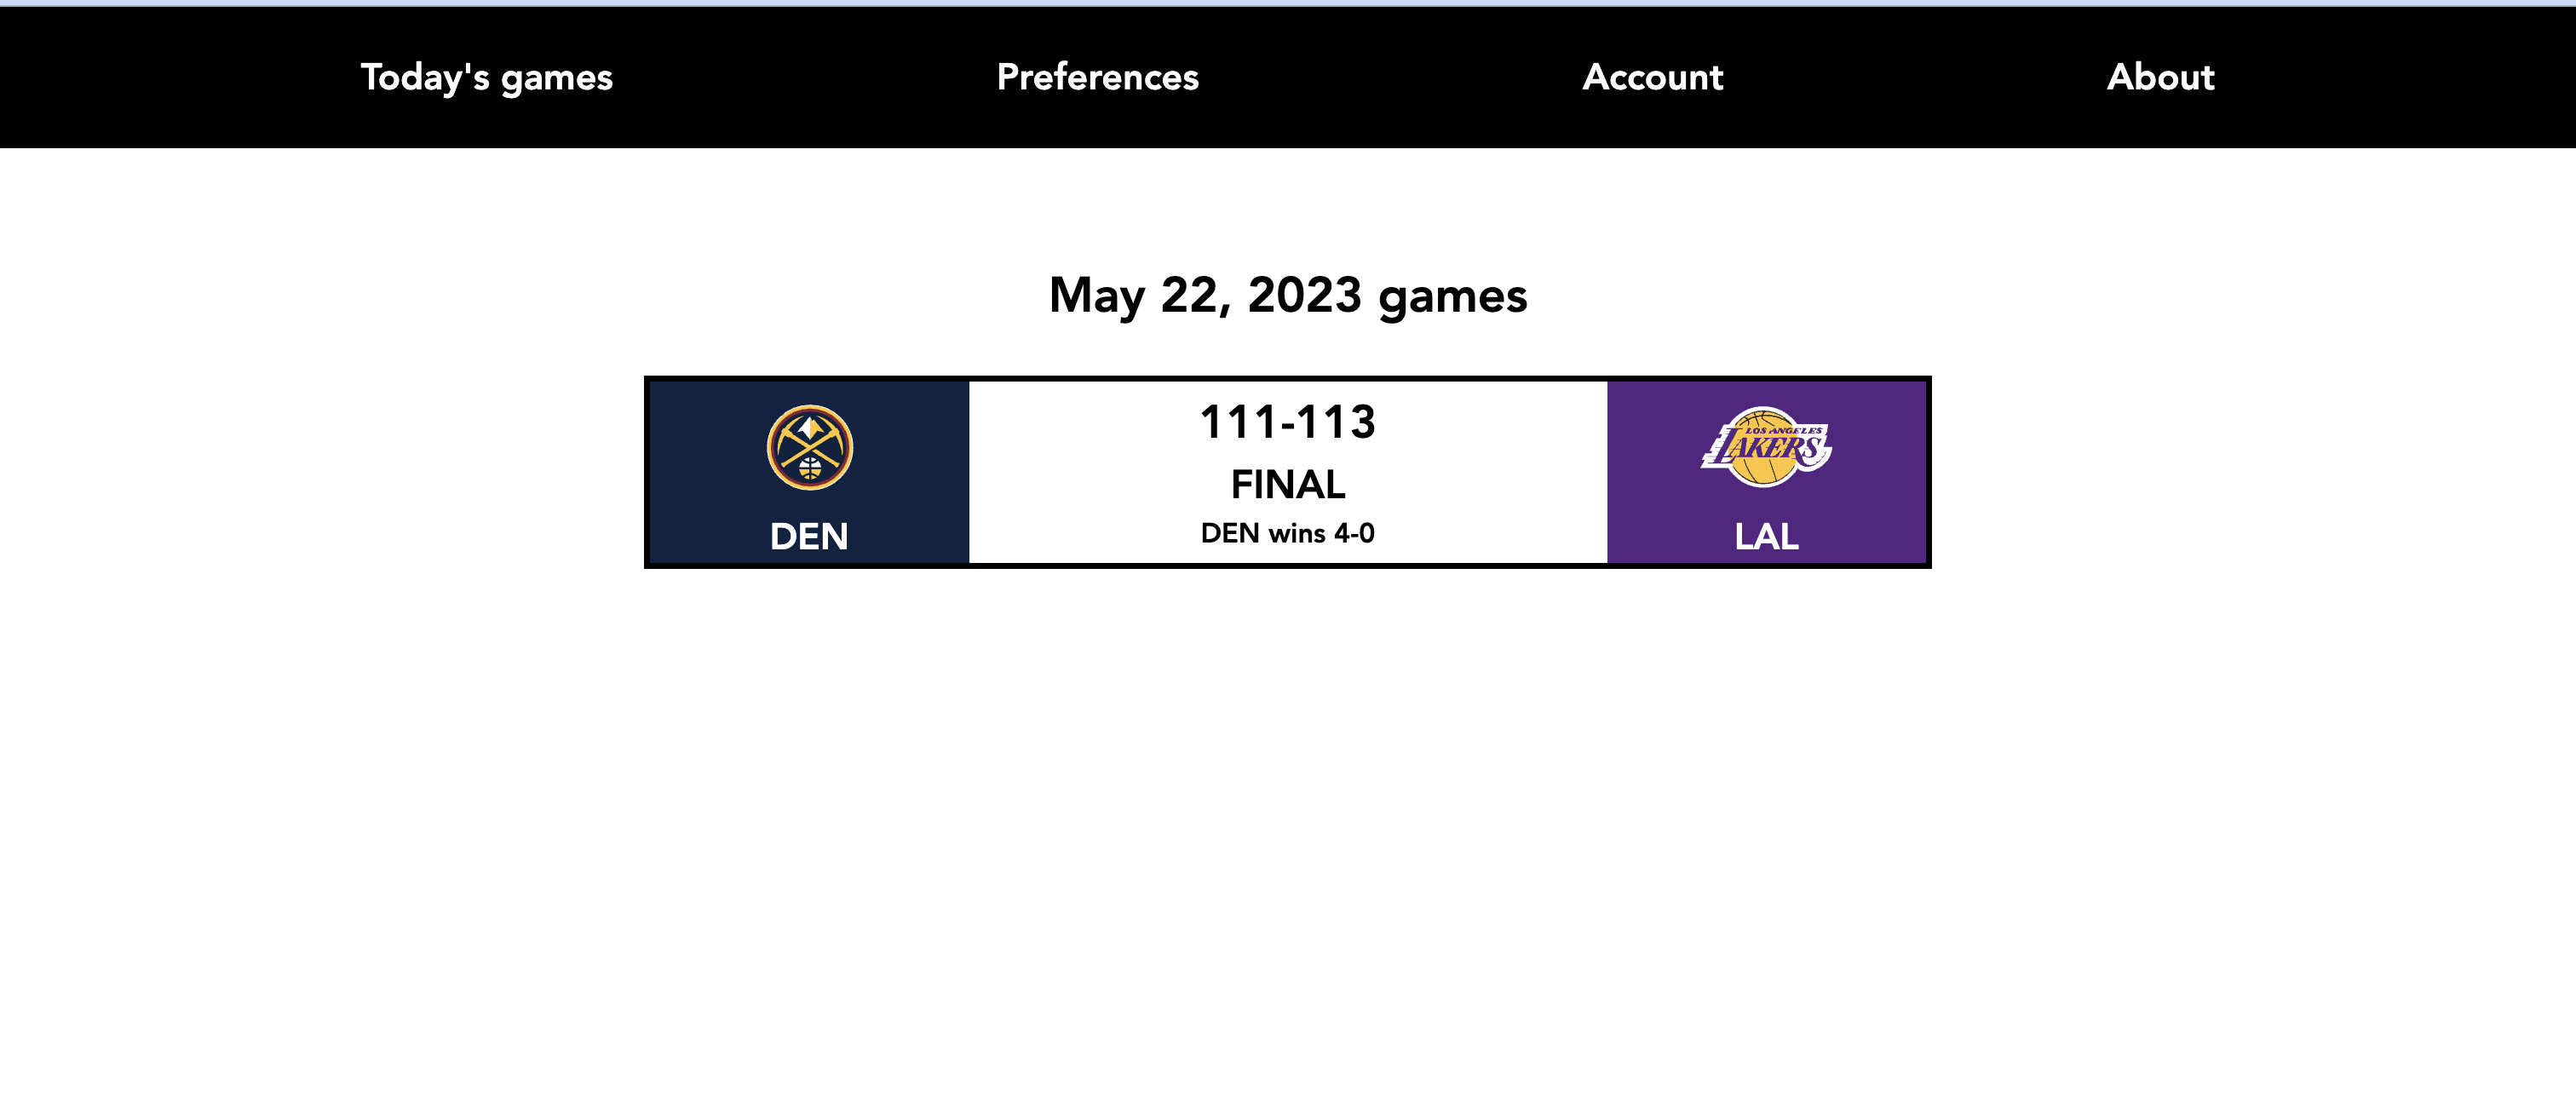 Today's games
Preferences
Account
About
May 22, 2023 games
DEN
111-113
FINAL
DEN wins 4-0
LOS ANGELES
LAKERS
LAL